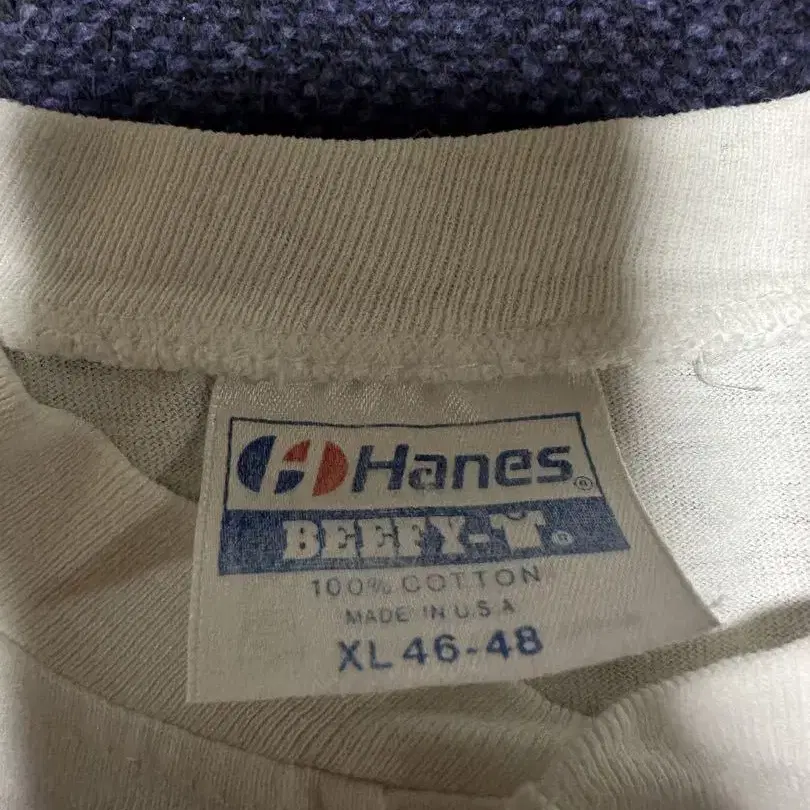 Hanes®
BEEFY-T®
100% COTTON
MADE IN U.S.A
XL 46-48